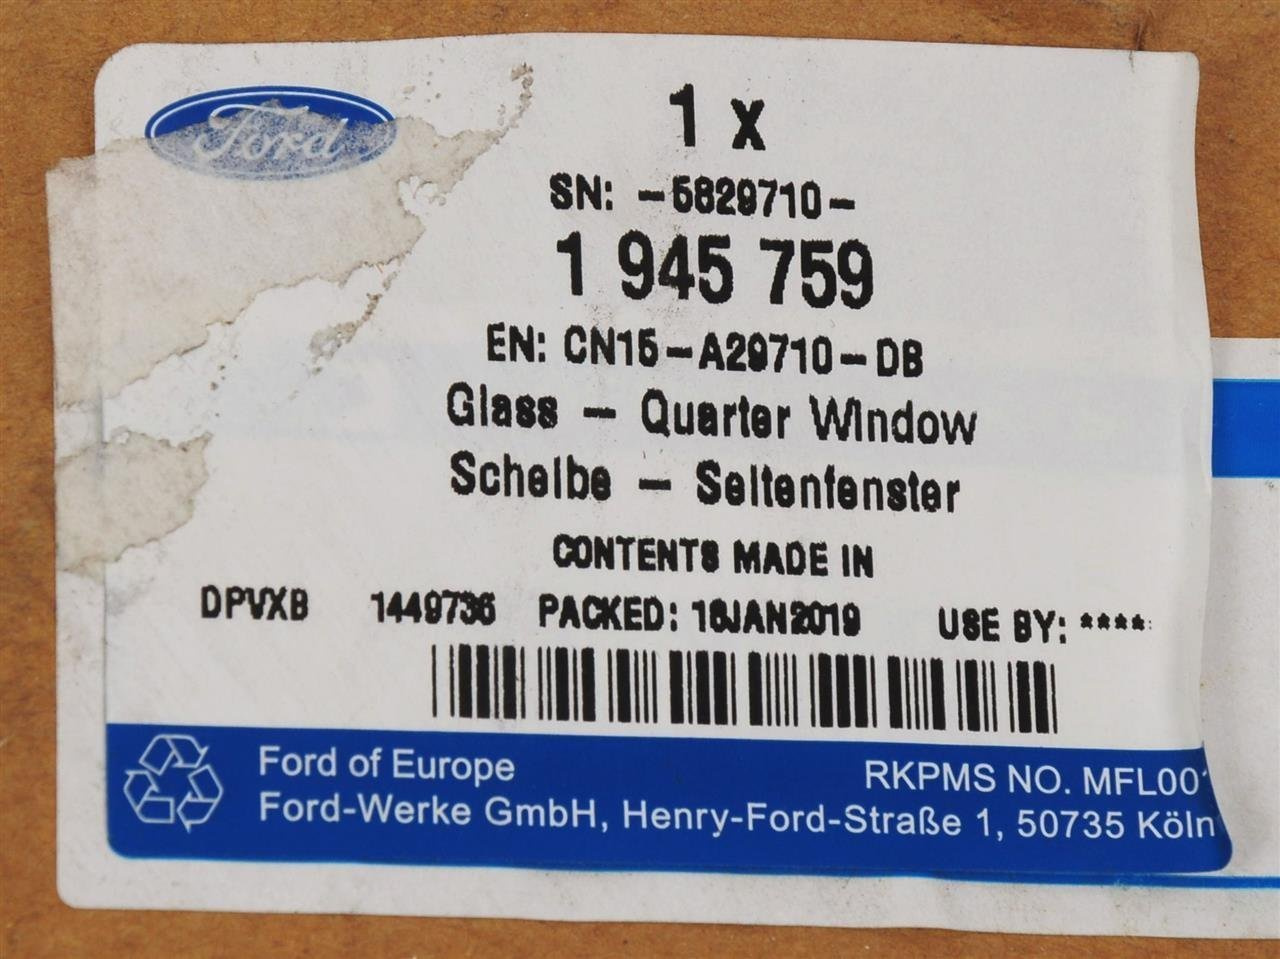 Ford
1 x
SN: -5829710-
1 945 759
EN: CN15-A29710-DB
Glass - Quarter Window
Scheibe - Seitenfenster
CONTENTS MADE IN
DPVXB 1449736 PACKED: 16JAN2019 USE BY: ****
Ford of Europe RKPMS NO. MFL001
Ford-Werke GmbH, Henry-Ford-Straße 1, 50735 Köln